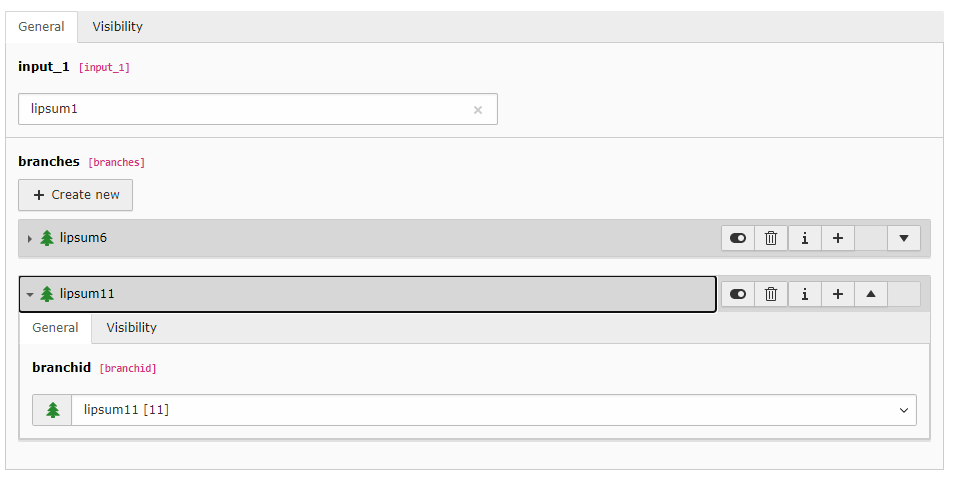 General Visibility
input_1 [input_1]
lipsum1
branches [branches]
+ Create new
lipsum6
lipsum11
General Visibility
branchid [branchid]
lipsum11 [11]